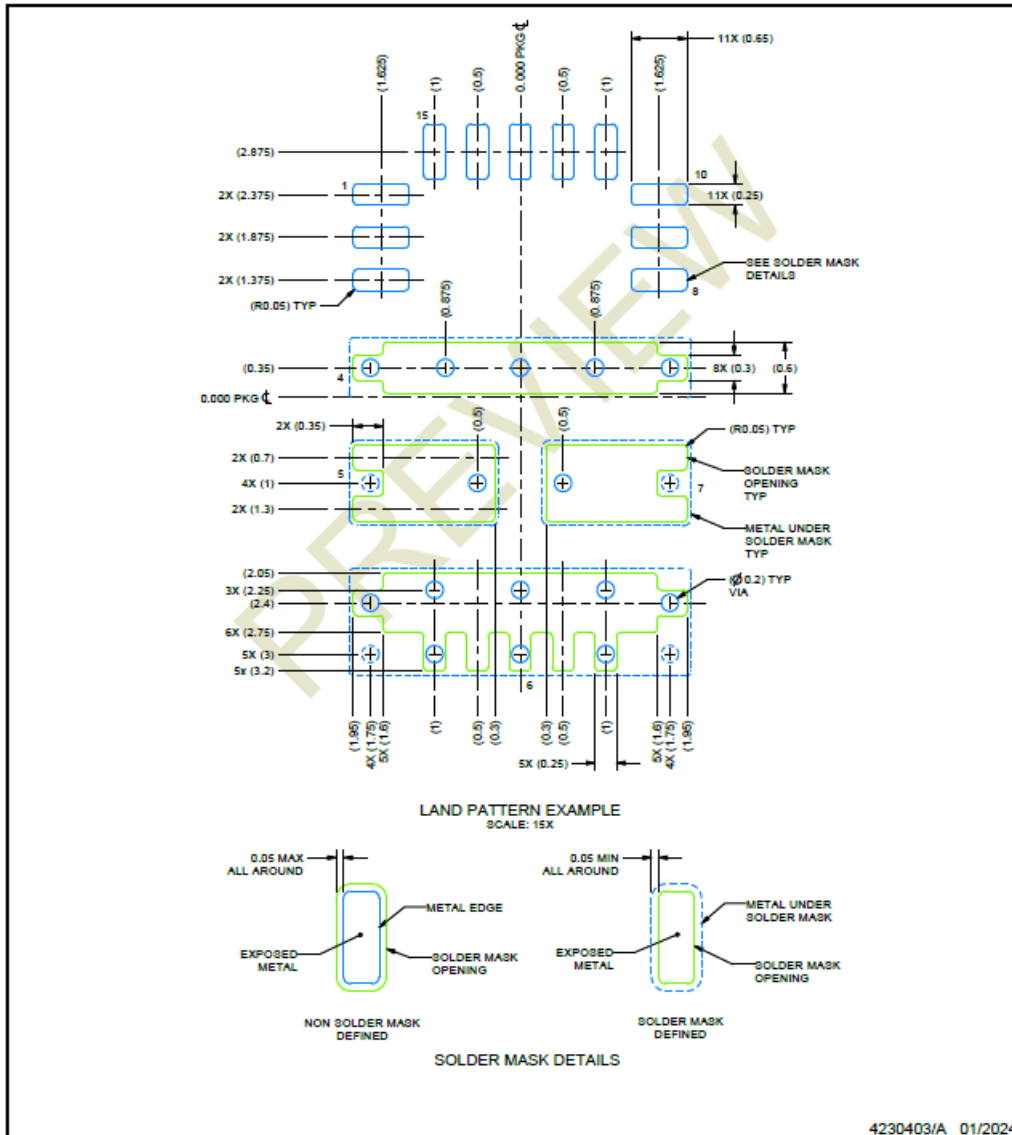 0.000 PKG ℄
11X (0.65)
(1.625)
(1)
(0.5)
(0.5)
(1)
(1.625)
15
(2.875)
1
10
2X (2.375)
11X (0.25)
2X (1.875)
SEE SOLDER MASK
DETAILS
2X (1.375)
8
(R0.05) TYP
(0.875)
(0.875)
(0.35)
4
8X (0.3)
(0.6)
0.000 PKG ℄
2X (0.35)
(0.5)
(0.5)
(R0.05) TYP
2X (0.7)
5
SOLDER MASK
OPENING
TYP
4X (1)
7
2X (1.3)
METAL UNDER
SOLDER MASK
TYP
(2.05)
3X (2.25)
(Ø0.2) TYP
VIA
(2.4)
6X (2.75)
5X (3)
5x (3.2)
6
(1.95)
4X (1.75)
5X (1.6)
(1)
(0.5)
(0.3)
(0.3)
(0.5)
(1)
5X (1.6)
4X (1.75)
(1.95)
5X (0.25)
PREVIEW
LAND PATTERN EXAMPLE
SCALE: 15X
0.05 MAX
ALL AROUND
METAL EDGE
EXPOSED
METAL
SOLDER MASK
OPENING
NON SOLDER MASK
DEFINED
0.05 MIN
ALL AROUND
METAL UNDER
SOLDER MASK
EXPOSED
METAL
SOLDER MASK
OPENING
SOLDER MASK
DEFINED
SOLDER MASK DETAILS
4230403/A 01/2024